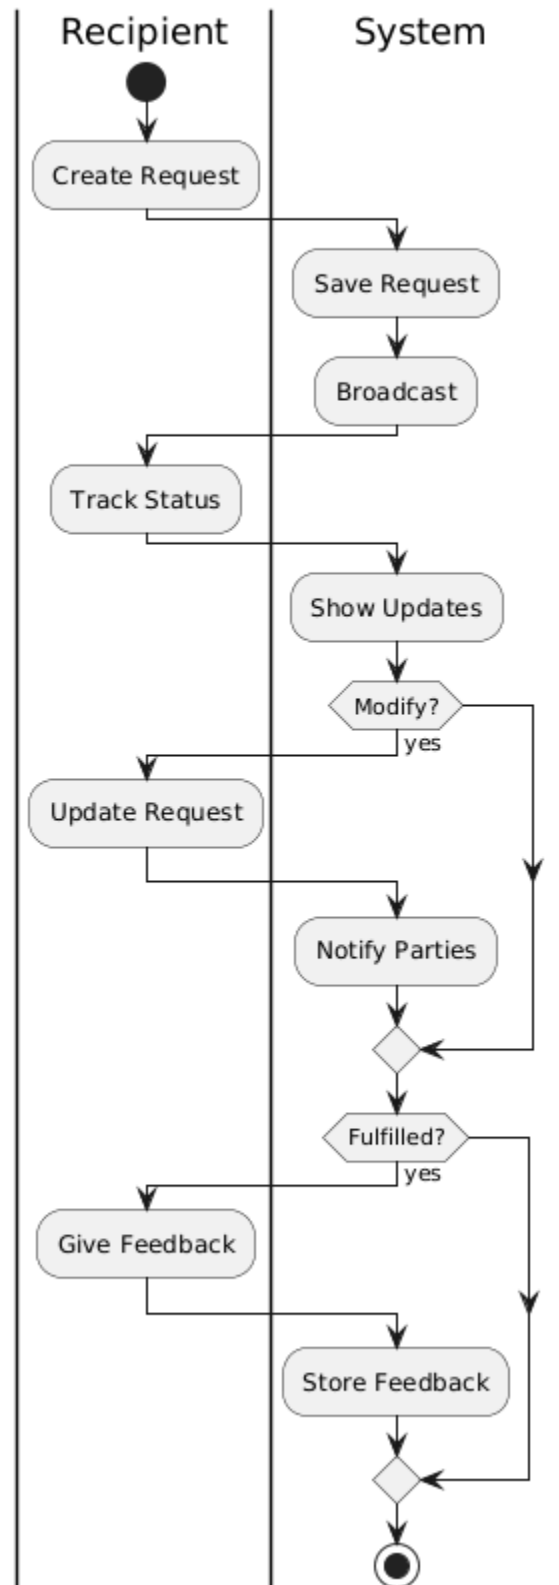 Recipient
System
Create Request
Save Request
Broadcast
Track Status
Show Updates
Modify?
yes
Update Request
Notify Parties
Fulfilled?
yes
Give Feedback
Store Feedback